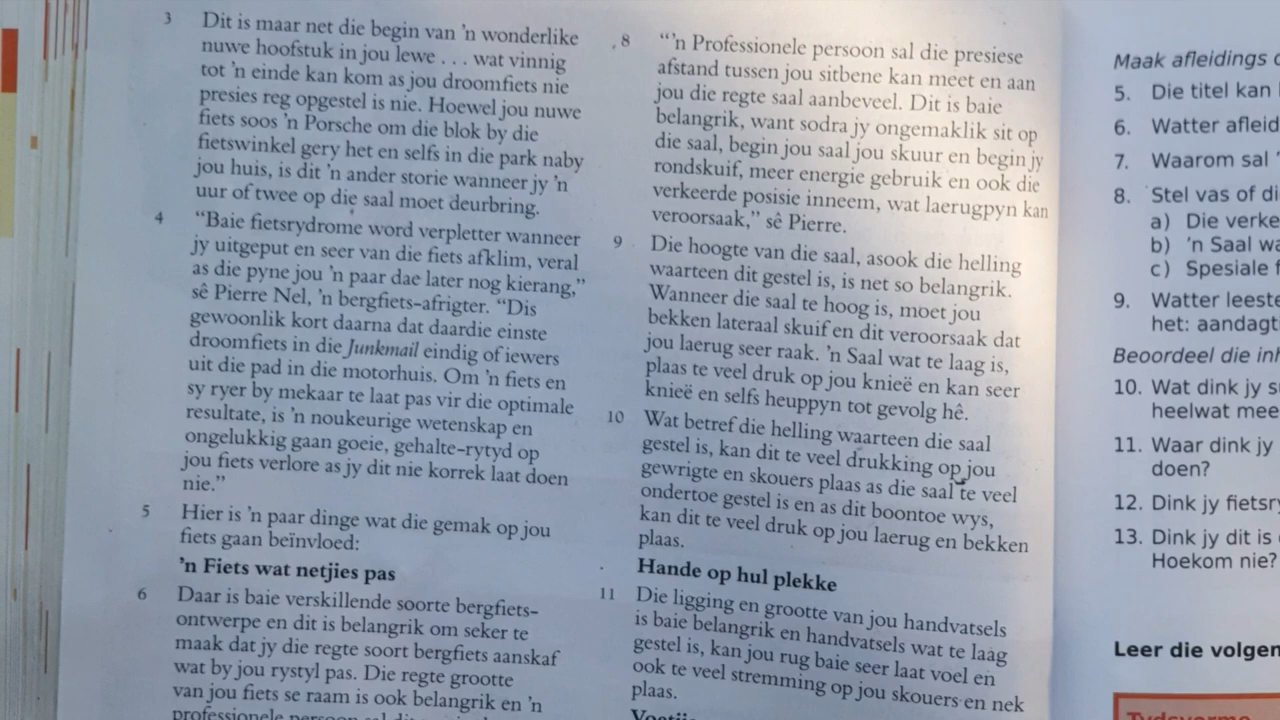 3 Dit is maar net die begin van 'n wonderlike
nuwe hoofstuk in jou lewe . . . wat vinnig
tot 'n einde kan kom as jou droomfiets nie
presies reg opgestel is nie. Hoewel jou nuwe
fiets soos 'n Porsche om die blok by die
fietswinkel gery het en selfs in die park naby
jou huis, is dit 'n ander storie wanneer jy 'n
uur of twee op die saal moet deurbring.
4 “Baie fietsrydrome word verpletter wanneer
jy uitgeput en seer van die fiets afklim, veral
as die pyne jou 'n paar dae later nog kierang,”
sê Pierre Nel, 'n bergfiets-afrigter. “Dis
gewoonlik kort daarna dat daardie einste
droomfiets in die Junkmail eindig of iewers
uit die pad in die motorhuis. Om 'n fiets en
sy ryer by mekaar te laat pas vir die optimale
resultate, is 'n noukeurige wetenskap en
ongelukkig gaan goeie, gehalte-rytyd op
jou fiets verlore as jy dit nie korrek laat doen
nie.”
5 Hier is 'n paar dinge wat die gemak op jou
fiets gaan beïnvloed:
'n Fiets wat netjies pas
6 Daar is baie verskillende soorte bergfiets-
ontwerpe en dit is belangrik om seker te
maak dat jy die regte soort bergfiets aanskaf
wat by jou rystyl pas. Die regte grootte
van jou fiets se raam is ook belangrik en 'n
professionele persoon sal
8 “'n Professionele persoon sal die presiese
afstand tussen jou sitbene kan meet en aan
jou die regte saal aanbeveel. Dit is baie
belangrik, want sodra jy ongemaklik sit op
die saal, begin jou saal jou skuur en begin jy
rondskuif, meer energie gebruik en ook die
verkeerde posisie inneem, wat laerugpyn kan
veroorsaak,” sê Pierre.
9 Die hoogte van die saal, asook die helling
waarteen dit gestel is, is net so belangrik.
Wanneer die saal te hoog is, moet jou
bekken lateraal skuif en dit veroorsaak dat
jou laerug seer raak. 'n Saal wat te laag is,
plaas te veel druk op jou knieë en kan seer
knieë en selfs heuppyn tot gevolg hê.
10 Wat betref die helling waarteen die saal
gestel is, kan dit te veel drukking op jou
gewrigte en skouers plaas as die saal te veel
ondertoe gestel is en as dit boontoe wys,
kan dit te veel druk op jou laerug en bekken
plaas.
Hande op hul plekke
11 Die ligging en grootte van jou handvatsels
is baie belangrik en handvatsels wat te laag
gestel is, kan jou rug baie seer laat voel en
ook te veel stremming op jou skouers en nek
plaas.
Maak afleidings
5. Die titel kan
6. Watter afleid
7. Waarom sal
8. Stel vas of di
a) Die verke
b) 'n Saal wa
c) Spesiale f
9. Watter leeste
het: aandagt
Beoordeel die inh
10. Wat dink jy s
heelwat mee
11. Waar dink jy
doen?
12. Dink jy fietsry
13. Dink jy dit is
Hoekom nie?
Leer die volgen